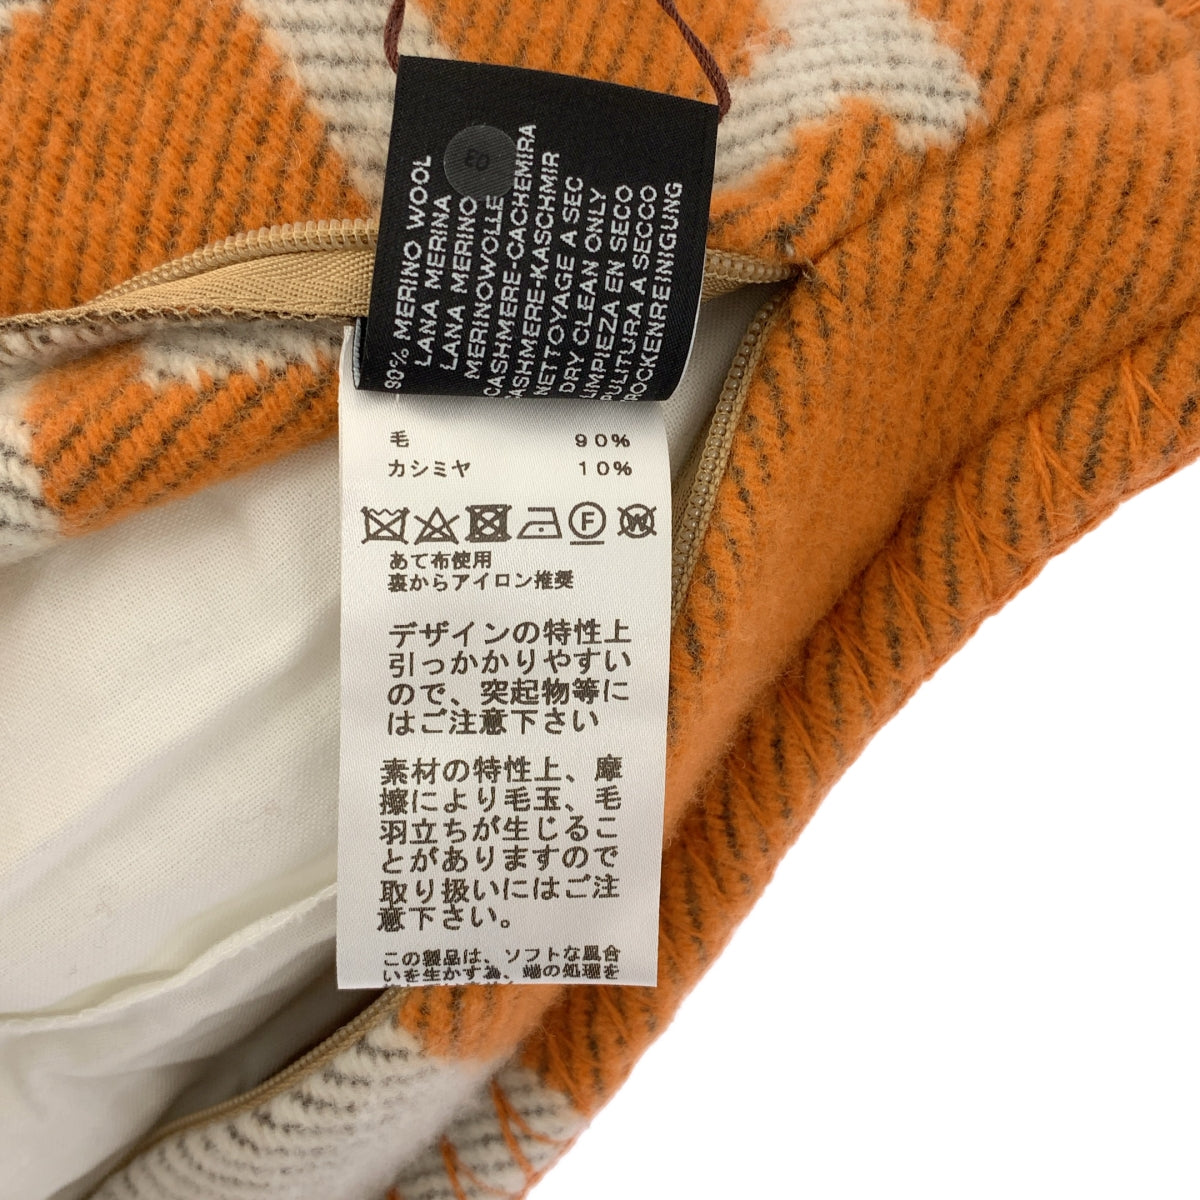 03
90% MERINO WOOL
LANA MERINA
LANA MERINO
MERINOWOLLE
CASHMERE-CACHEMIRA
CASHMERE-KASCHMIR
NETTOYAGE A SEC
DRY CLEAN ONLY
LIMPIEZA EN SECO
PULITURA A SECCO
ROCKENREINIGUNG
毛 90%
カシミヤ 10%
F W
あて布使用
裏からアイロン推奨
デザインの特性上
引っかかりやすい
ので、突起物等に
はご注意下さい
素材の特性上、摩
擦により毛玉、毛
羽立ちが生じるこ
とがありますので
取り扱いにはご注
意下さい。
この製品は、ソフトな風合
いを生かす為、端の処理を